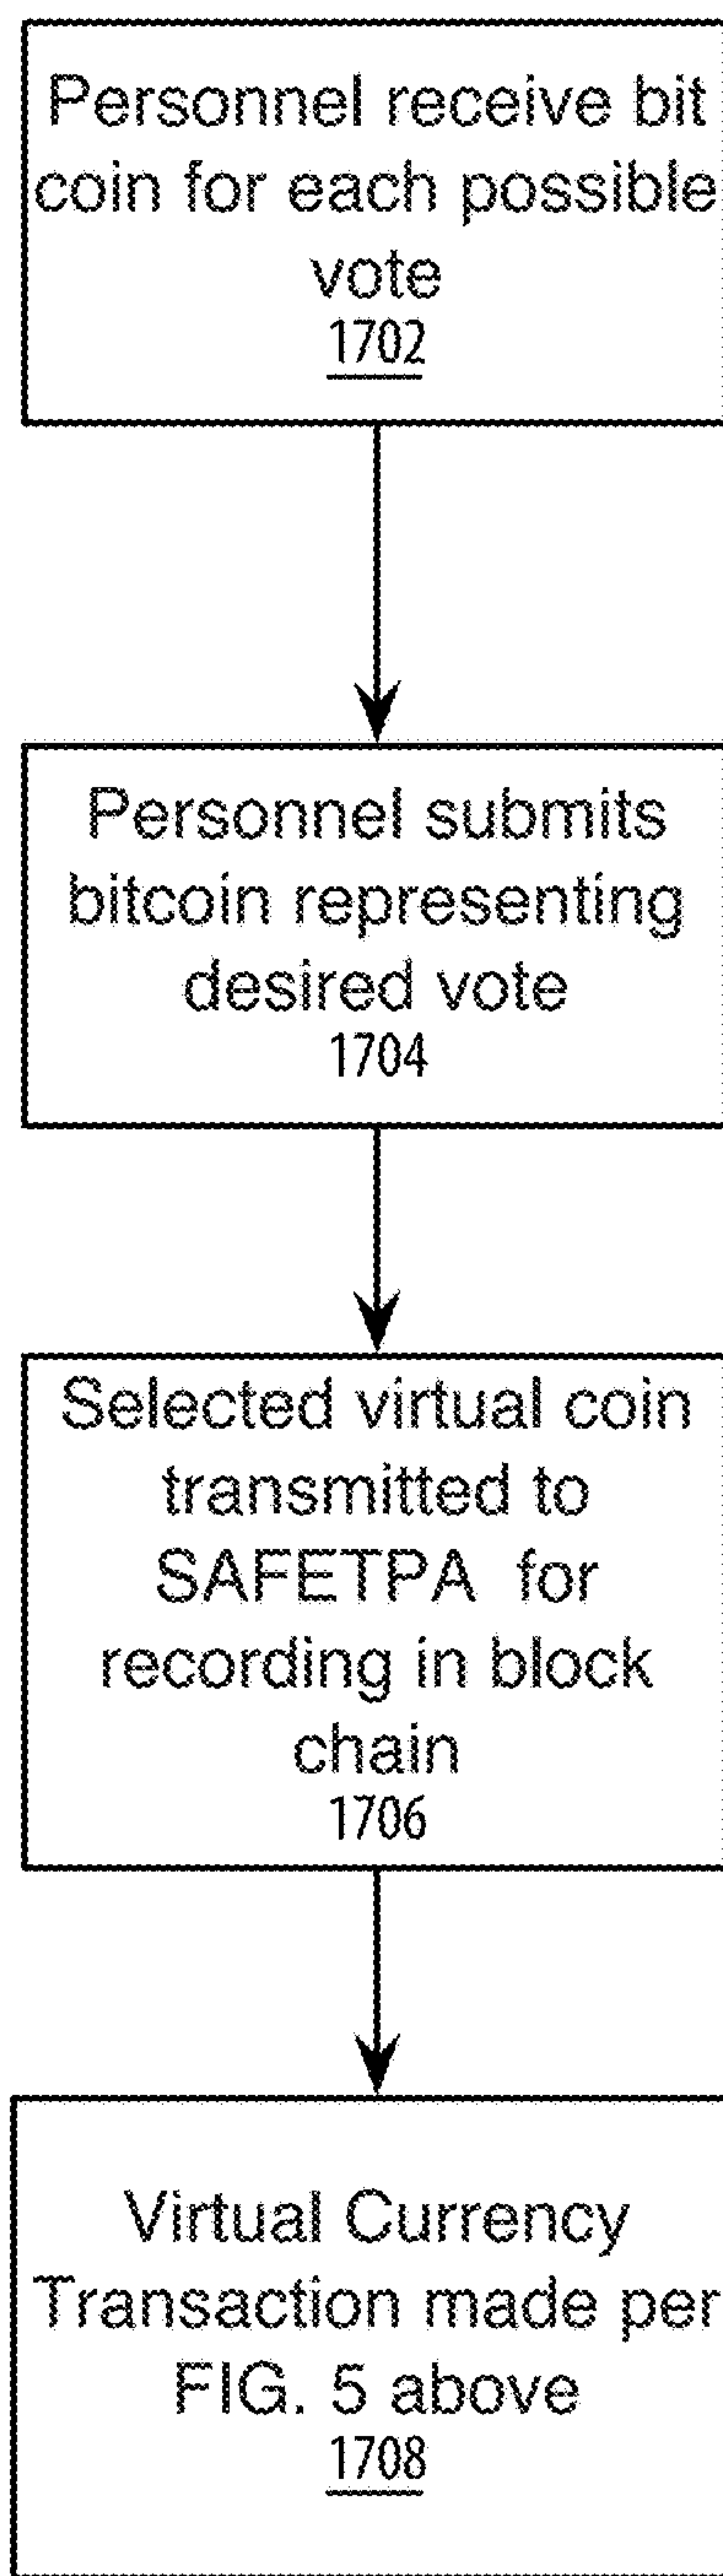 Personnel receive bit
coin for each possible
vote
1702
Personnel submits
bitcoin representing
desired vote
1704
Selected virtual coin
transmitted to
SAFETPA for
recording in block
chain
1706
Virtual Currency
Transaction made per
FIG. 5 above
1708